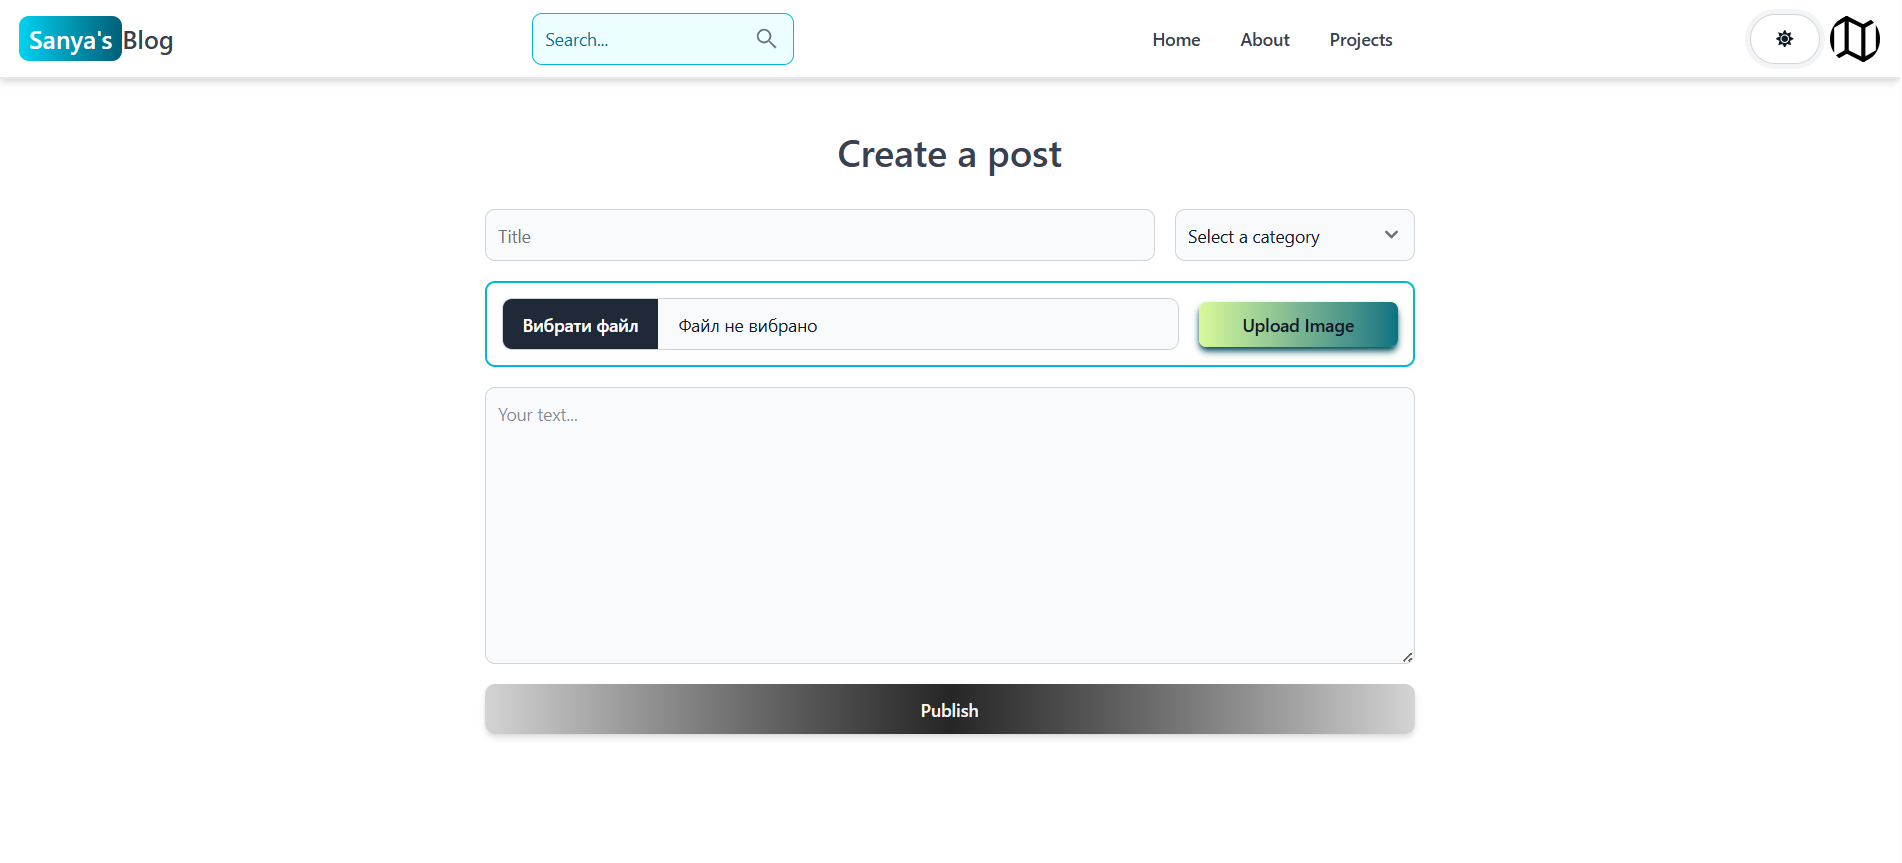 Sanya's Blog
Search...
Home
About
Projects
Create a post
Title
Select a category
Вибрати файл
Файл не вибрано
Upload Image
Your text...
Publish